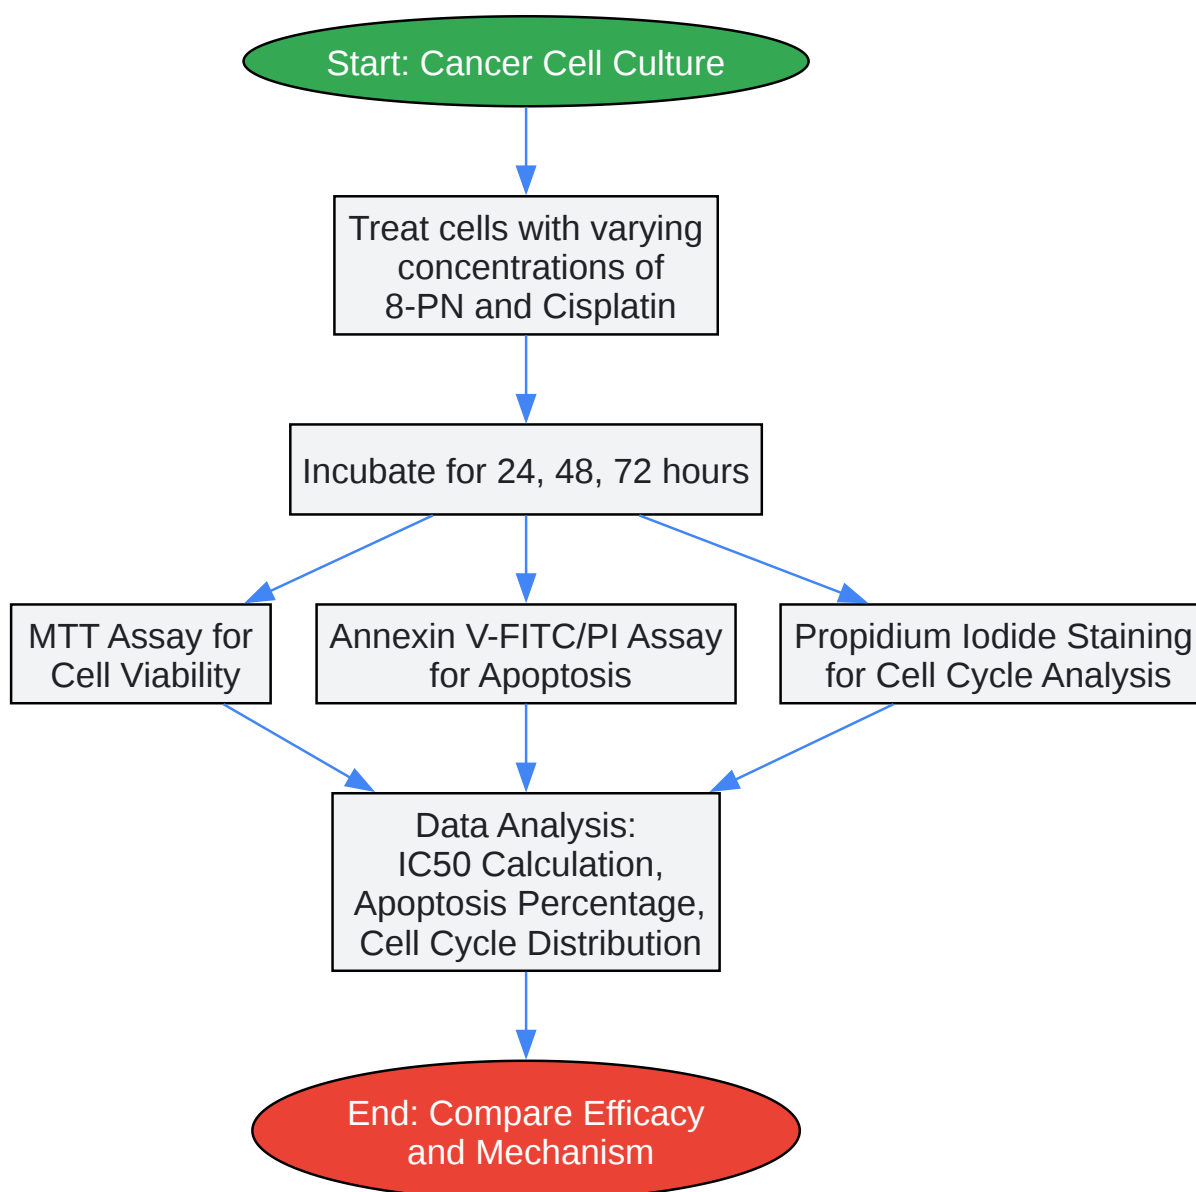 Start: Cancer Cell Culture
Treat cells with varying
concentrations of
8-PN and Cisplatin
Incubate for 24, 48, 72 hours
MTT Assay for
Cell Viability
Annexin V-FITC/PI Assay
for Apoptosis
Propidium Iodide Staining
for Cell Cycle Analysis
Data Analysis:
IC50 Calculation,
Apoptosis Percentage,
Cell Cycle Distribution
End: Compare Efficacy
and Mechanism